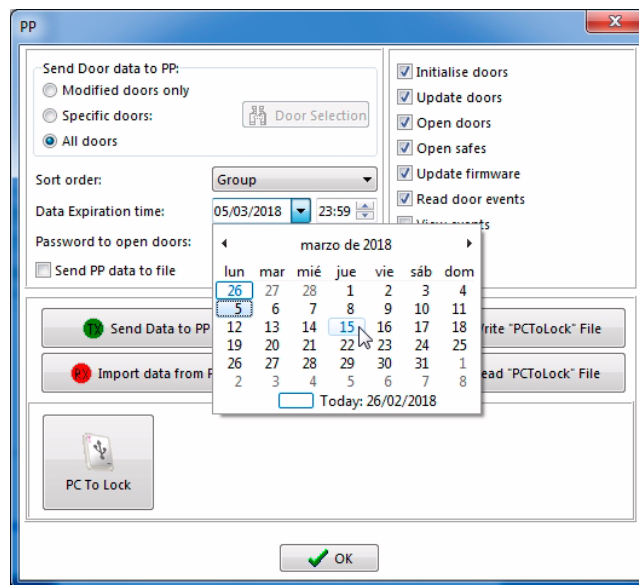 PP
Send Door data to PP:
Modified doors only
Specific doors:
Door Selection
All doors
Sort order:
Group
Data Expiration time:
05/03/2018
23:59
Password to open doors:
Send PP data to file
Initialise doors
Update doors
Open doors
Open safes
Update firmware
Read door events
marzo de 2018
lun mar mié jue vie sáb dom
26 27 28 1 2 3 4
5 6 7 8 9 10 11
12 13 14 15 16 17 18
19 20 21 22 23 24 25
26 27 28 29 30 31 1
2 3 4 5 6 7 8
Today: 26/02/2018
TX Send Data to PP
"PCToLock" File
RX Import data from
"PCToLock" File
PC To Lock
OK